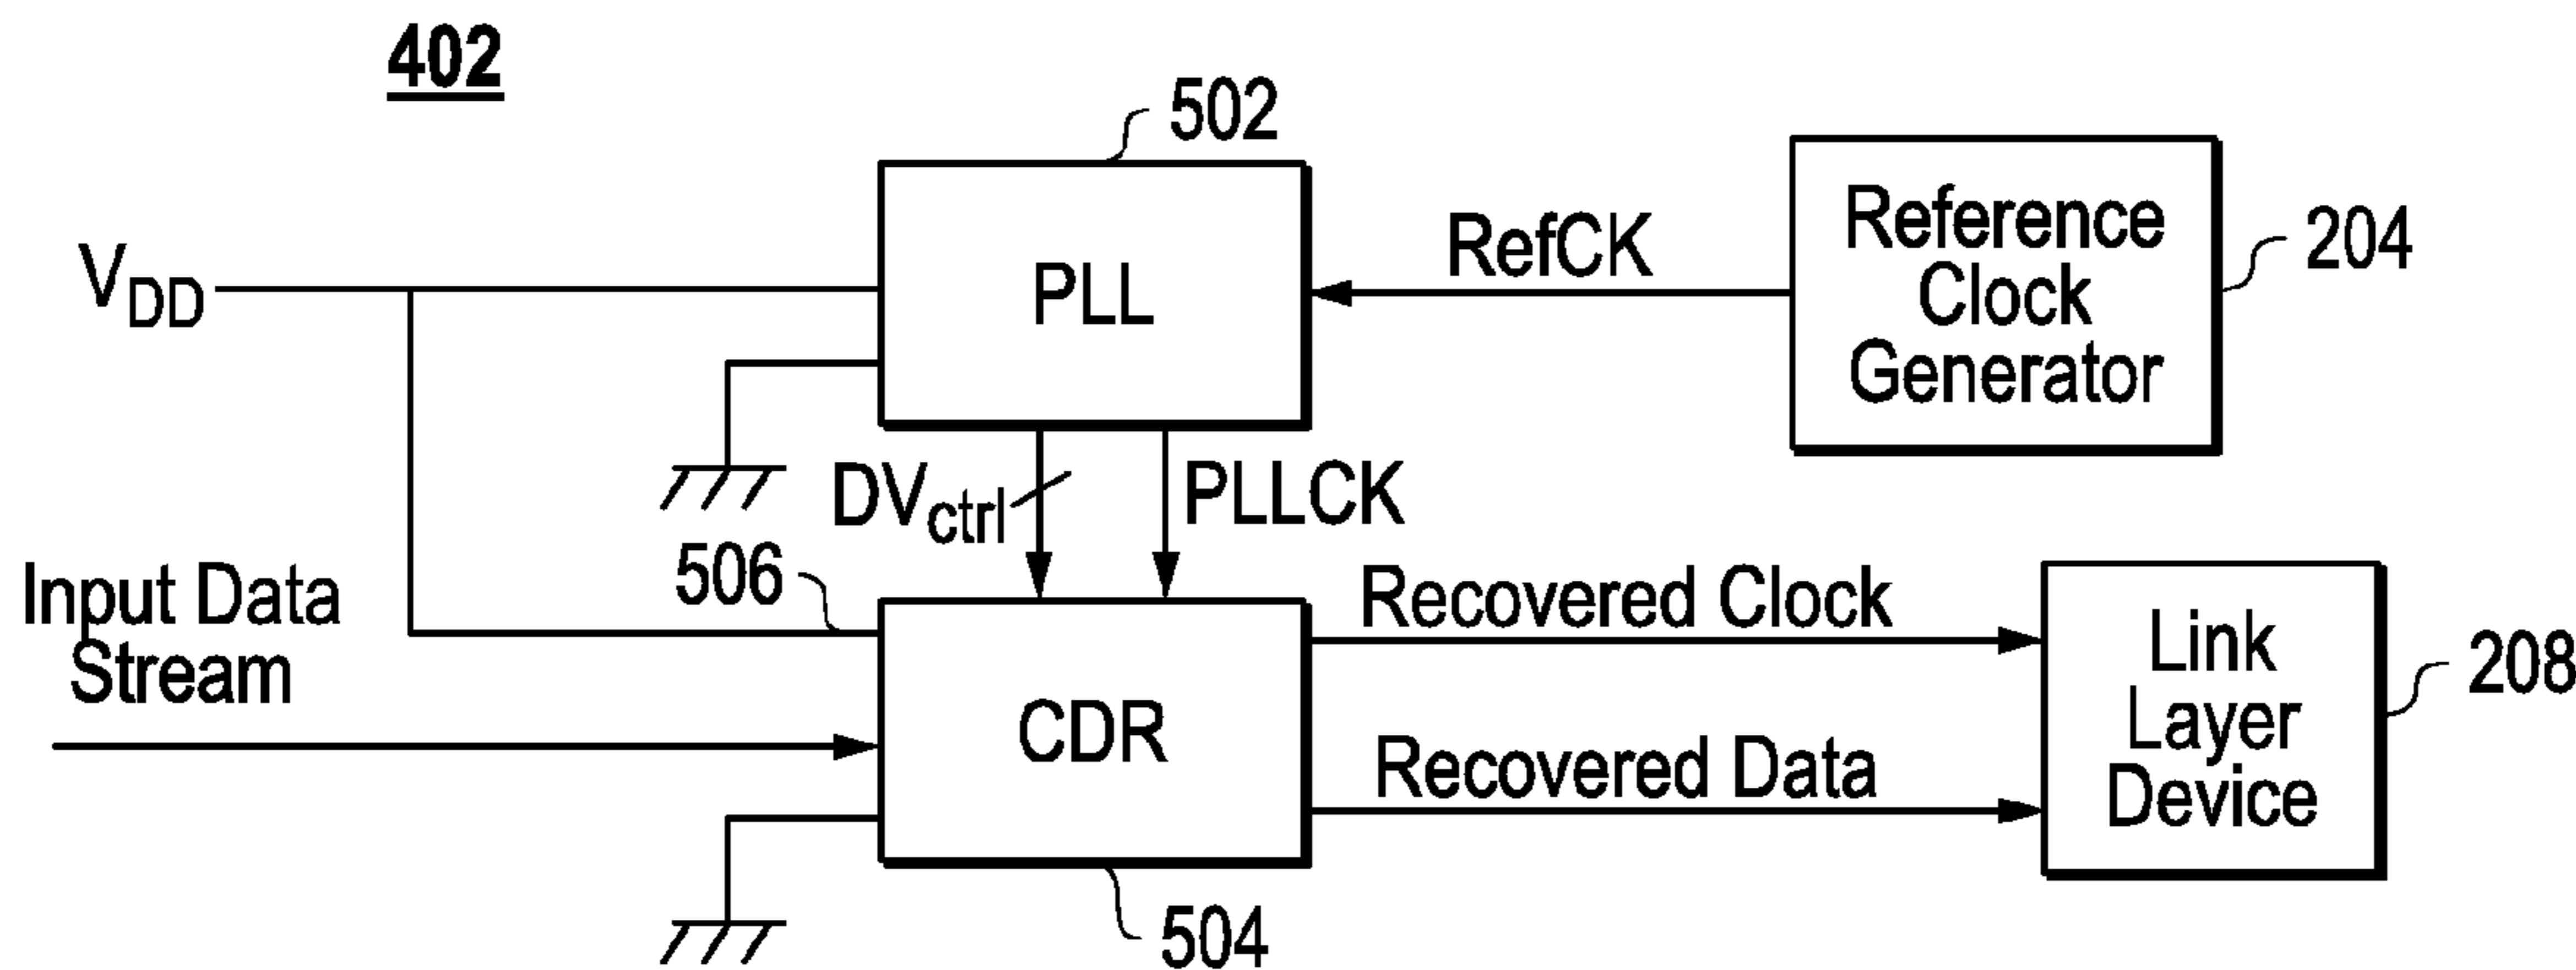 402
502
Reference
Clock
Generator
204
RefCK
PLL
VDD
DVctrl
PLLCK
506
Input Data
Stream
CDR
Recovered Clock
Recovered Data
Link
Layer
Device
208
504